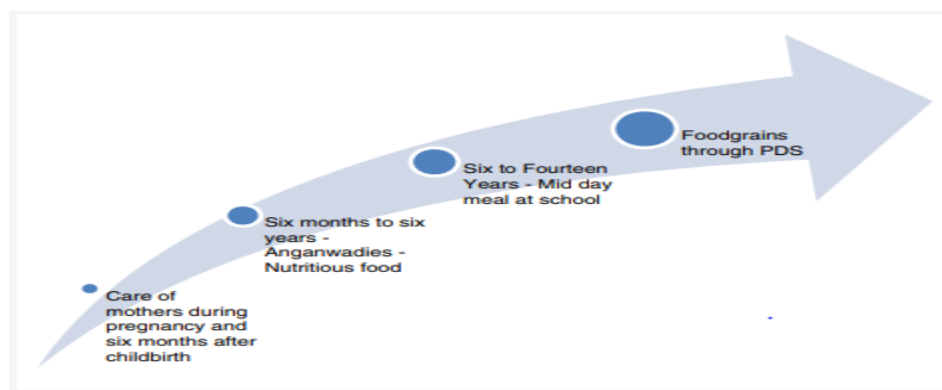 Care of
mothers during
pregnancy and
six months after
childbirth
Six months to six
years -
Anganwadies -
Nutritious food
Six to Fourteen
Years - Mid day
meal at school
Foodgrains
through PDS